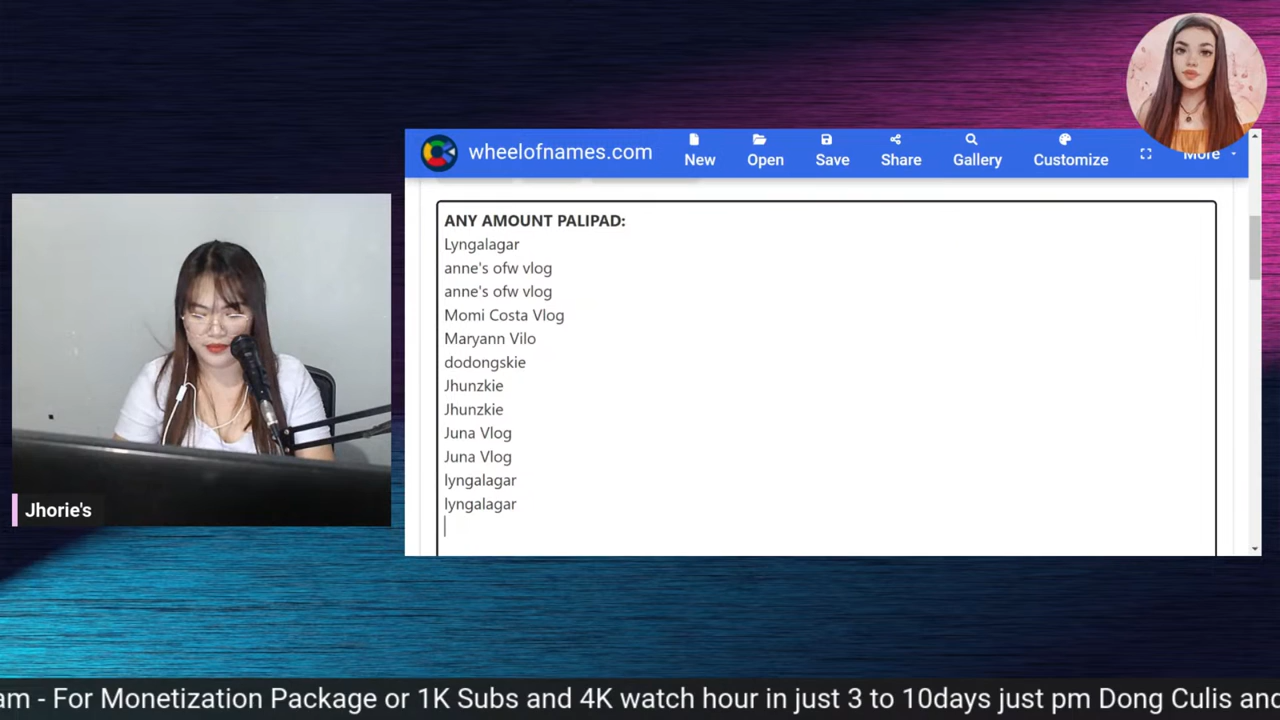 wheelofnames.com
New
Open
Save
Share
Gallery
Customize
More
ANY AMOUNT PALIPAD:
Lyngalagar
anne's ofw vlog
anne's ofw vlog
Momi Costa Vlog
Maryann Vilo
dodongskie
Jhunzkie
Jhunzkie
Juna Vlog
Juna Vlog
lyngalagar
lyngalagar
Jhorie's
am - For Monetization Package or 1K Subs and 4K watch hour in just 3 to 10days just pm Dong Culis and